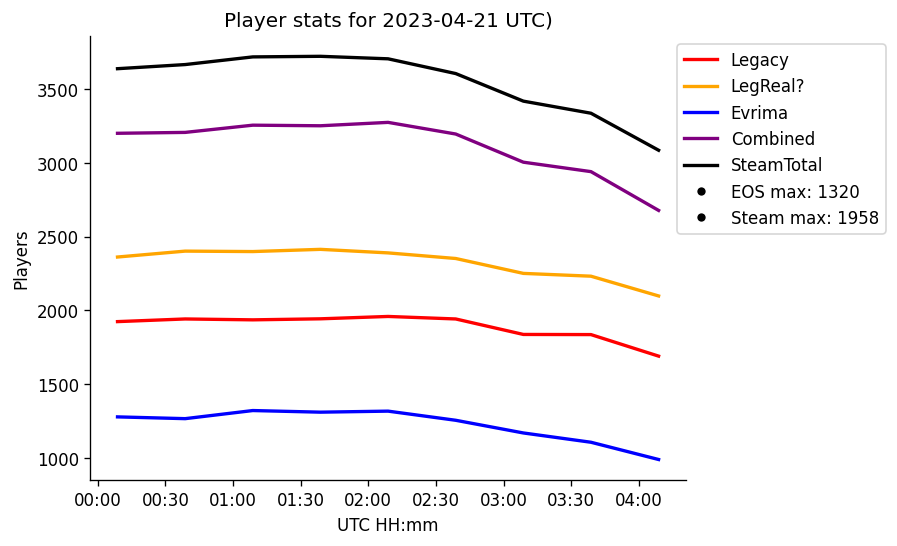 Player stats for 2023-04-21 UTC)
Legacy
LegReal?
Evrima
Combined
SteamTotal
EOS max: 1320
Steam max: 1958
Players
3500
3000
2500
2000
1500
1000
00:00 00:30 01:00 01:30 02:00 02:30 03:00 03:30 04:00
UTC HH:mm